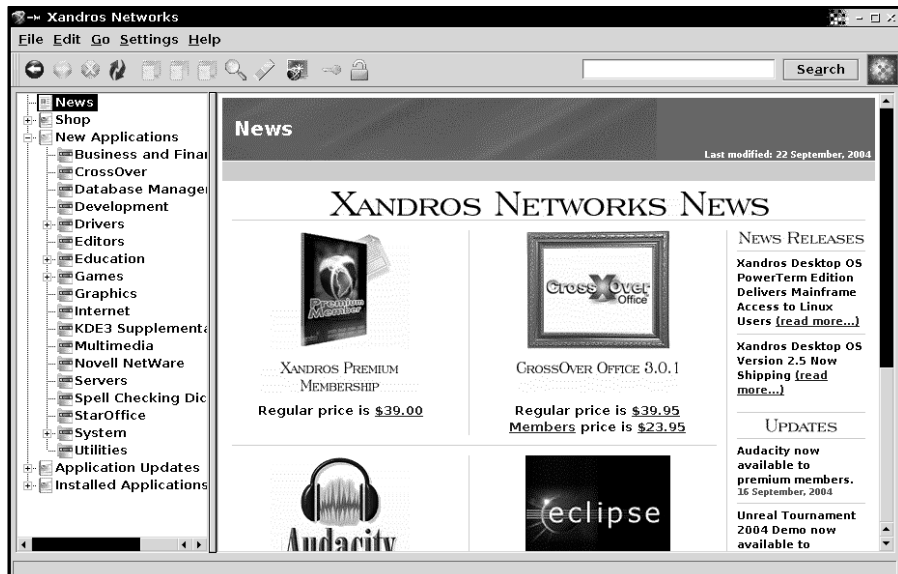 Xandros Networks
File Edit Go Settings Help
Search
News
Shop
New Applications
Business and Finan
CrossOver
Database Manager
Development
Drivers
Editors
Education
Games
Graphics
Internet
KDE3 Supplementa
Multimedia
Novell NetWare
Servers
Spell Checking Dic
StarOffice
System
Utilities
Application Updates
Installed Applications
News
Last modified: 22 September, 2004
XANDROS NETWORKS NEWS
Premium
Member
XANDROS PREMIUM
MEMBERSHIP
Regular price is $39.00
CrossOver
Office
CROSSOVER OFFICE 3.0.1
Regular price is $39.95
Members price is $23.95
Audacity
eclipse
NEWS RELEASES
Xandros Desktop OS
PowerTerm Edition
Delivers Mainframe
Access to Linux
Users (read more...)
Xandros Desktop OS
Version 2.5 Now
Shipping (read
more...)
UPDATES
Audacity now
available to
premium members.
16 September, 2004
Unreal Tournament
2004 Demo now
available to